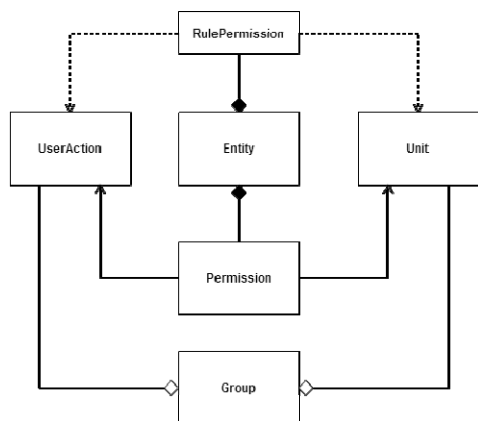 RulePermission
UserAction
Entity
Unit
Permission
Group